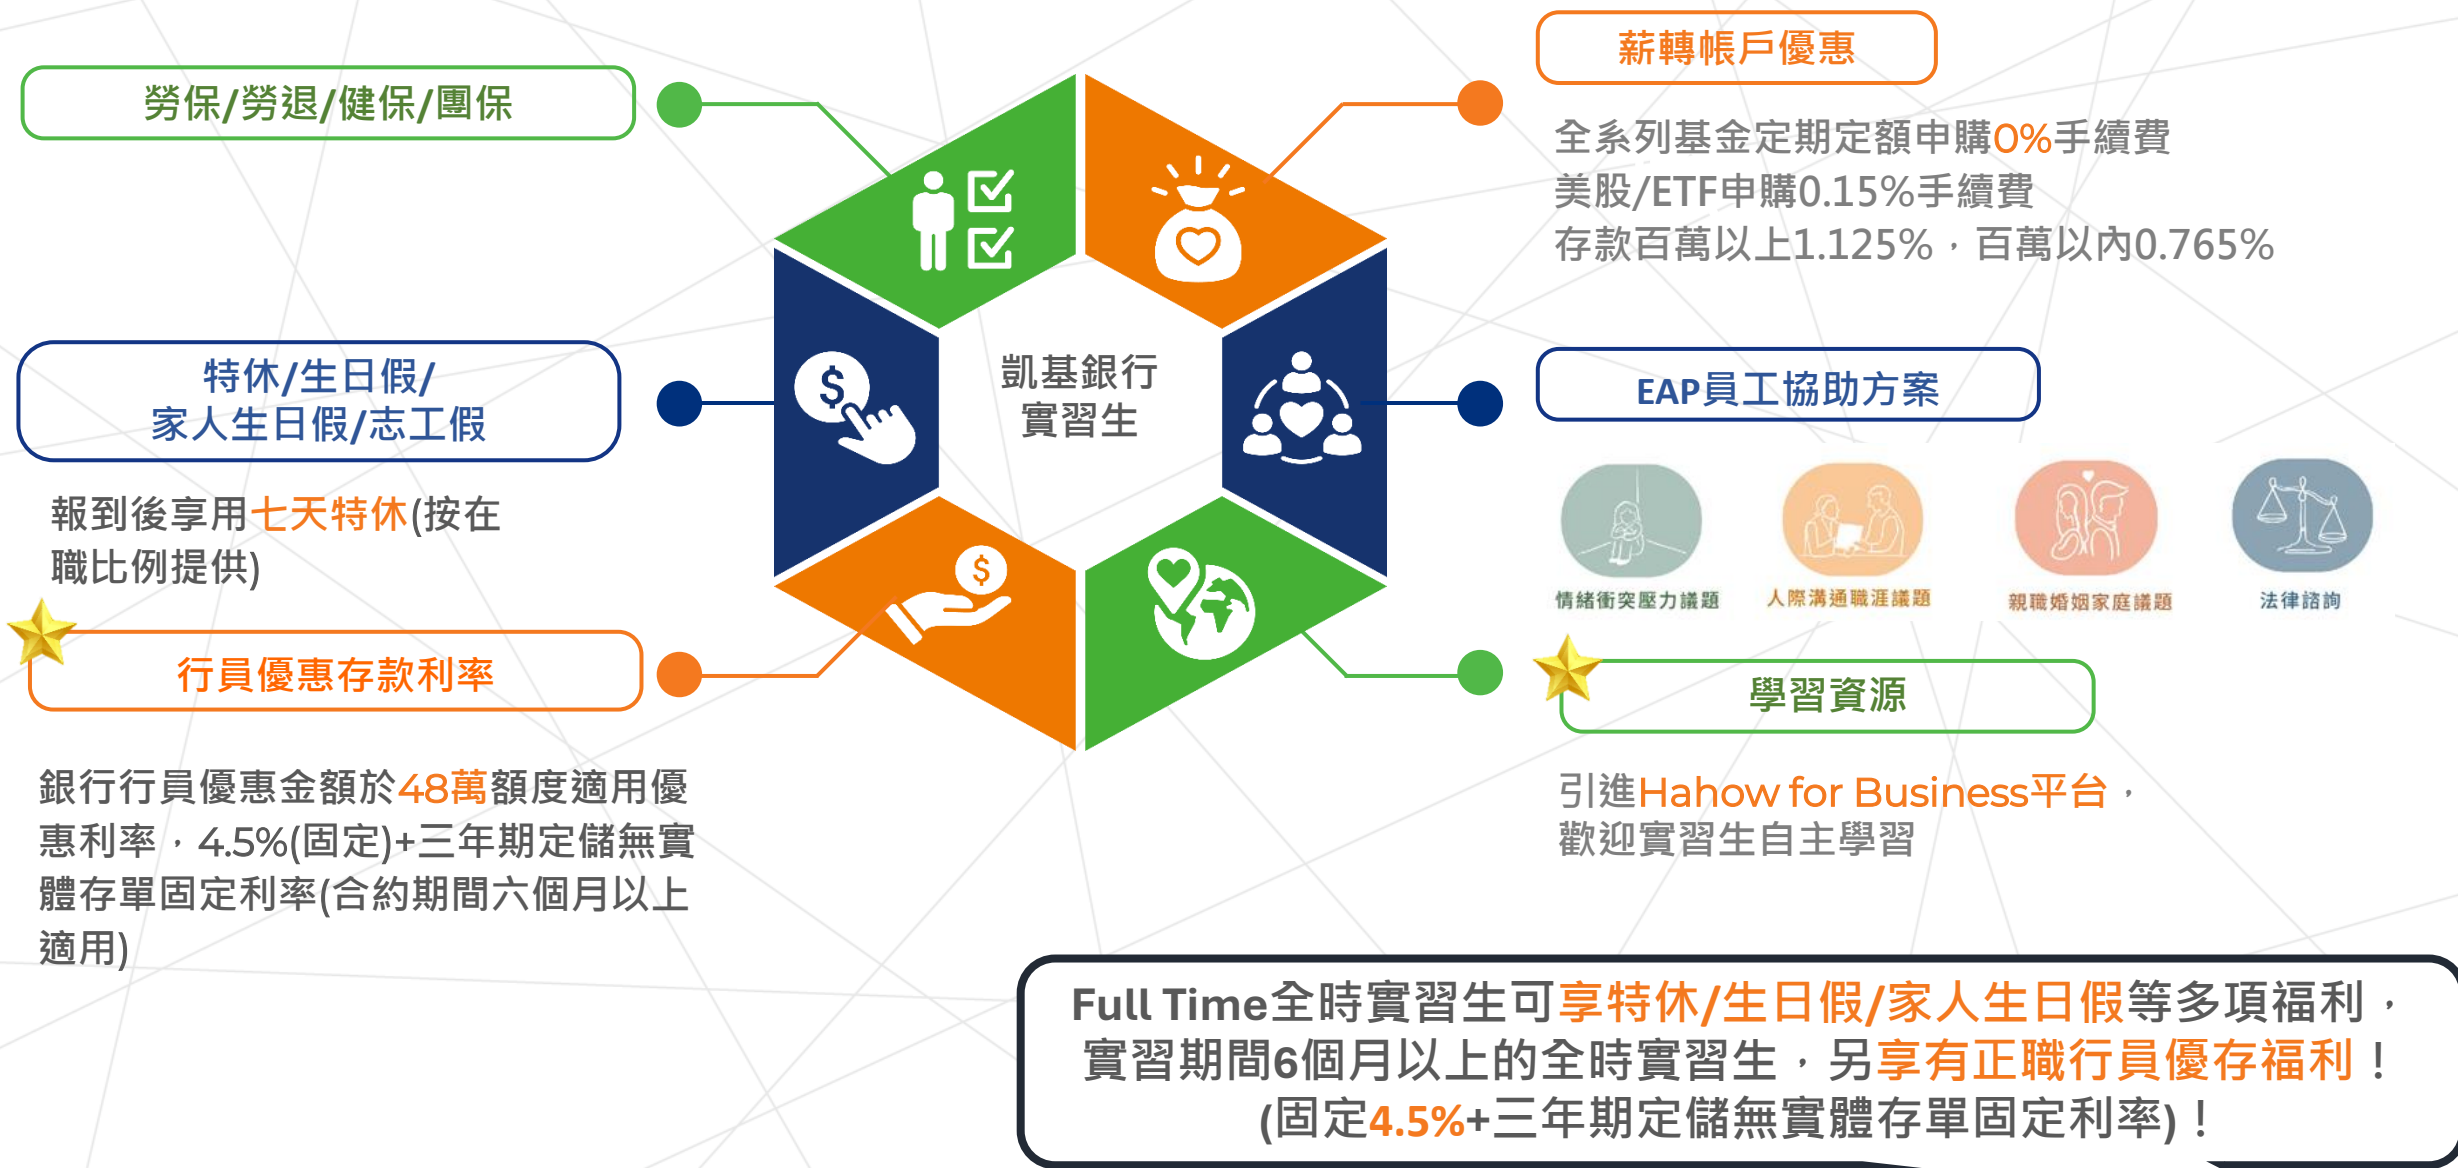 勞保/勞退/健保/團保
特休/生日假/
家人生日假/志工假
報到後享用七天特休(按在
職比例提供)
行員優惠存款利率
銀行行員優惠金額於48萬額度適用優
惠利率，4.5%(固定)+三年期定儲無實
體存單固定利率(合約期間六個月以上
適用)
凱基銀行
實習生
$
$
薪轉帳戶優惠
全系列基金定期定額申購0%手續費
美股/ETF申購0.15%手續費
存款百萬以上1.125%，百萬以內0.765%
EAP員工協助方案
情緒衝突壓力議題
人際溝通職涯議題
親職婚姻家庭議題
法律諮詢
學習資源
引進Hahow for Business平台，
歡迎實習生自主學習
Full Time全時實習生可享特休/生日假/家人生日假等多項福利，
實習期間6個月以上的全時實習生，另享有正職行員優存福利！
(固定4.5%+三年期定儲無實體存單固定利率)！